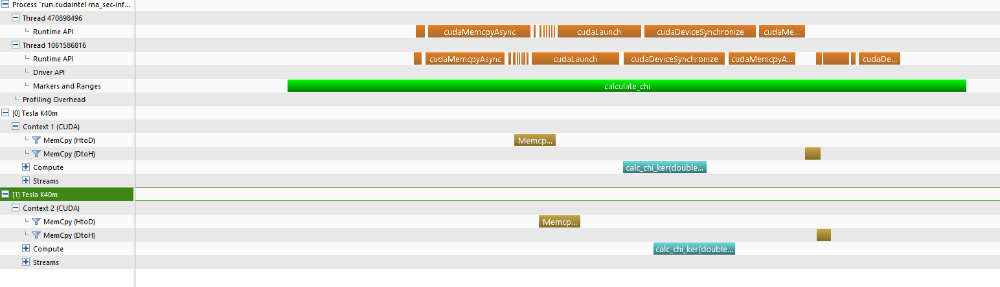 Process "run.cudaintel rna_sec-inf...
Thread 470898496
Runtime API cudaMemcpyAsync cudaLaunch cudaDeviceSynchronize cudaMe...
Thread 1061586816
Runtime API cudaMemcpyAsync cudaLaunch cudaDeviceSynchronize cudaMemcpyA... cudaDe...
Driver API
Markers and Ranges calculate_chi
Profiling Overhead
[0] Tesla K40m
Context 1 (CUDA)
MemCpy (HtoD) Memcp...
MemCpy (DtoH)
Compute calc_chi_ker(double...
Streams
[1] Tesla K40m
Context 2 (CUDA)
MemCpy (HtoD) Memcp...
MemCpy (DtoH)
Compute calc_chi_ker(double...
Streams